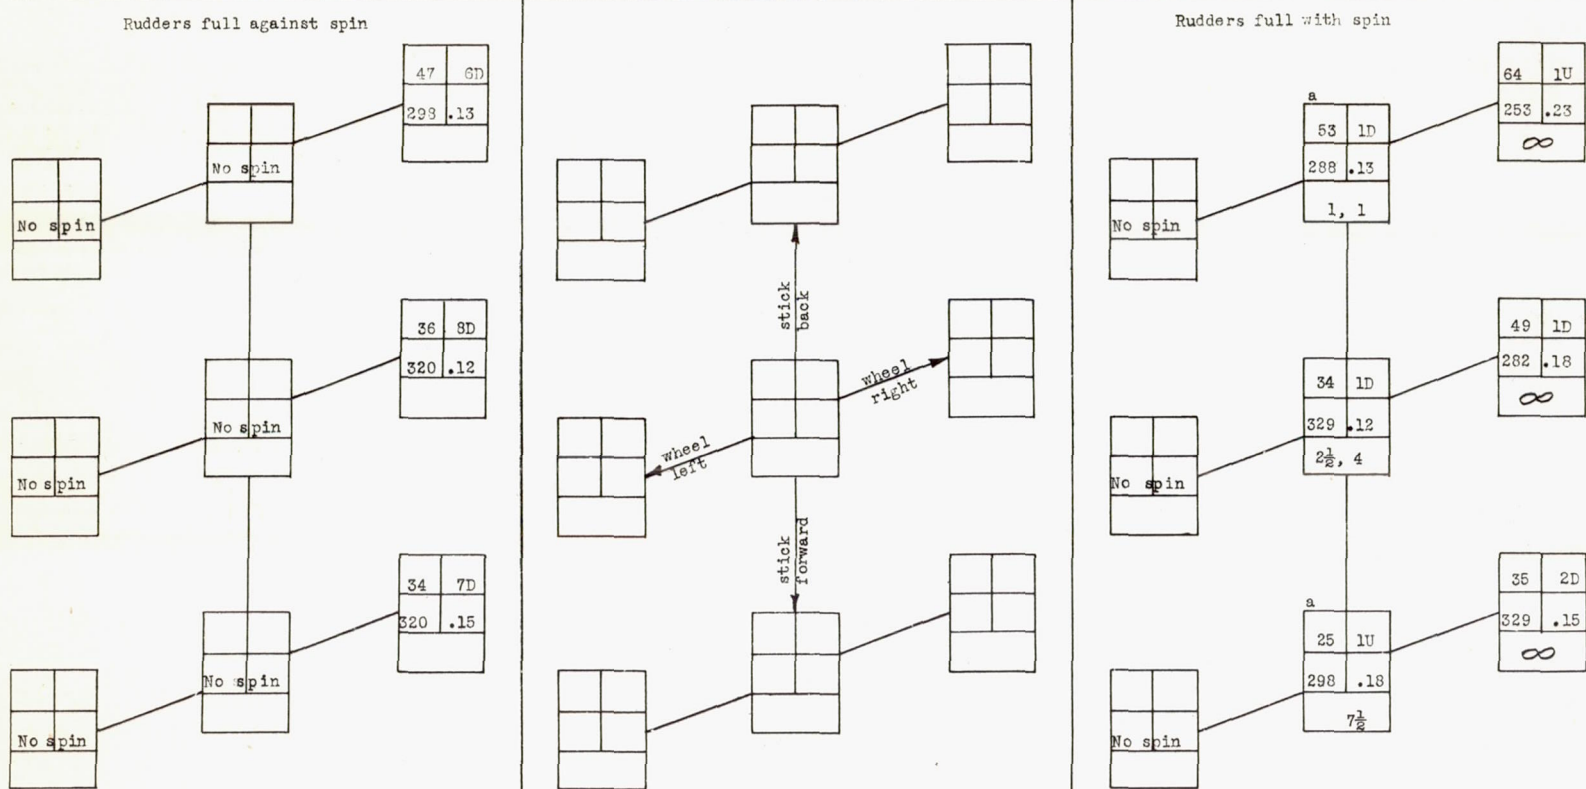 Rudders full against spin
47 6D
298 .13
No spin
No spin
36 8D
320 .12
No spin
No spin
34 7D
320 .15
No spin
No spin
stick back
wheel right
wheel left
stick forward
Rudders full with spin
64 1U
253 .23
∞
a
53 1D
288 .13
1, 1
No spin
49 1D
282 .18
∞
34 1D
329 .12
2½, 4
No spin
35 2D
329 .15
∞
a
25 1U
298 .18
7½
No spin